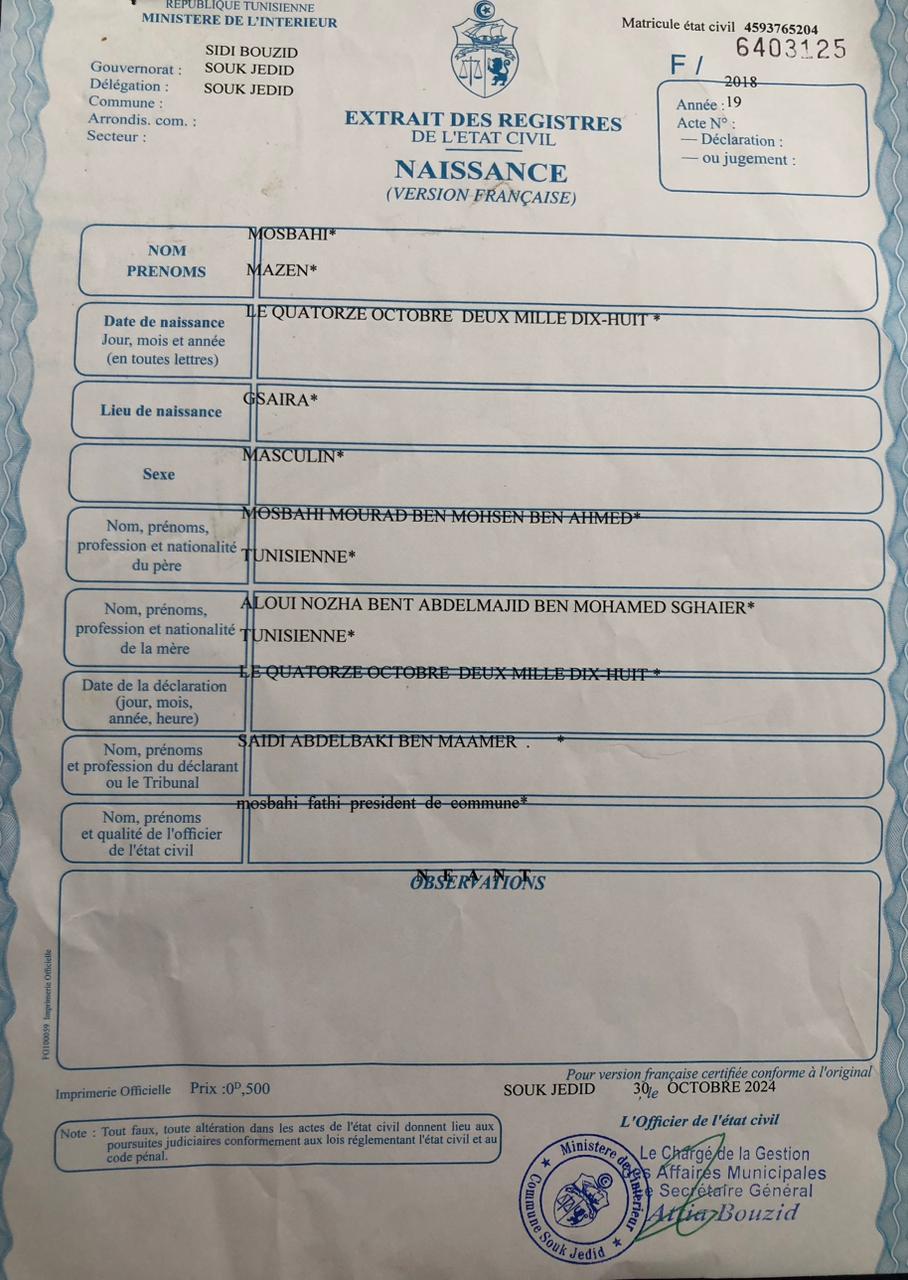 REPUBLIQUE TUNISIENNE
MINISTERE DE L'INTERIEUR
Matricule état civil 4593765204
6403125
F /
SIDI BOUZID
Gouvernorat : SOUK JEDID
Délégation : SOUK JEDID
Commune :
Arrondis. com. :
Secteur :
2018
Année : 19
Acte N° :
— Déclaration :
— ou jugement :
EXTRAIT DES REGISTRES
DE L'ETAT CIVIL
NAISSANCE
(VERSION FRANÇAISE)
NOM
PRENOMS
MOSBAHI*
MAZEN*
Date de naissance
Jour, mois et année
(en toutes lettres)
LE QUATORZE OCTOBRE DEUX MILLE DIX-HUIT *
Lieu de naissance
GSAIRA*
Sexe
MASCULIN*
Nom, prénoms,
profession et nationalité
du père
MOSBAHI MOURAD BEN MOHSEN BEN AHMED*
TUNISIENNE*
Nom, prénoms,
profession et nationalité
de la mère
ALOUI NOZHA BENT ABDELMAJID BEN MOHAMED SGHAIER*
TUNISIENNE*
Date de la déclaration
(jour, mois,
année, heure)
LE QUATORZE OCTOBRE DEUX MILLE DIX-HUIT *
Nom, prénoms
et profession du déclarant
ou le Tribunal
SAIDI ABDELBAKI BEN MAAMER . *
Nom, prénoms
et qualité de l'officier
de l'état civil
mosbahi fathi president de commune*
N E A N T
OBSERVATIONS
FO100059 Imprimerie Officielle
Pour version française certifiée conforme à l'original
Imprimerie Officielle Prix :0ᴰ,500
SOUK JEDID 30, le OCTOBRE 2024
L'Officier de l'état civil
Note : Tout faux, toute altération dans les actes de l'état civil donnent lieu aux
poursuites judiciaires conformement aux lois réglementant l'état civil et au
code pénal.
Le Chargé de la Gestion
s Affaires Municipales
e Secrétaire Général
Attia Bouzid
Ministere de l'interieur
Commune Souk Jedid